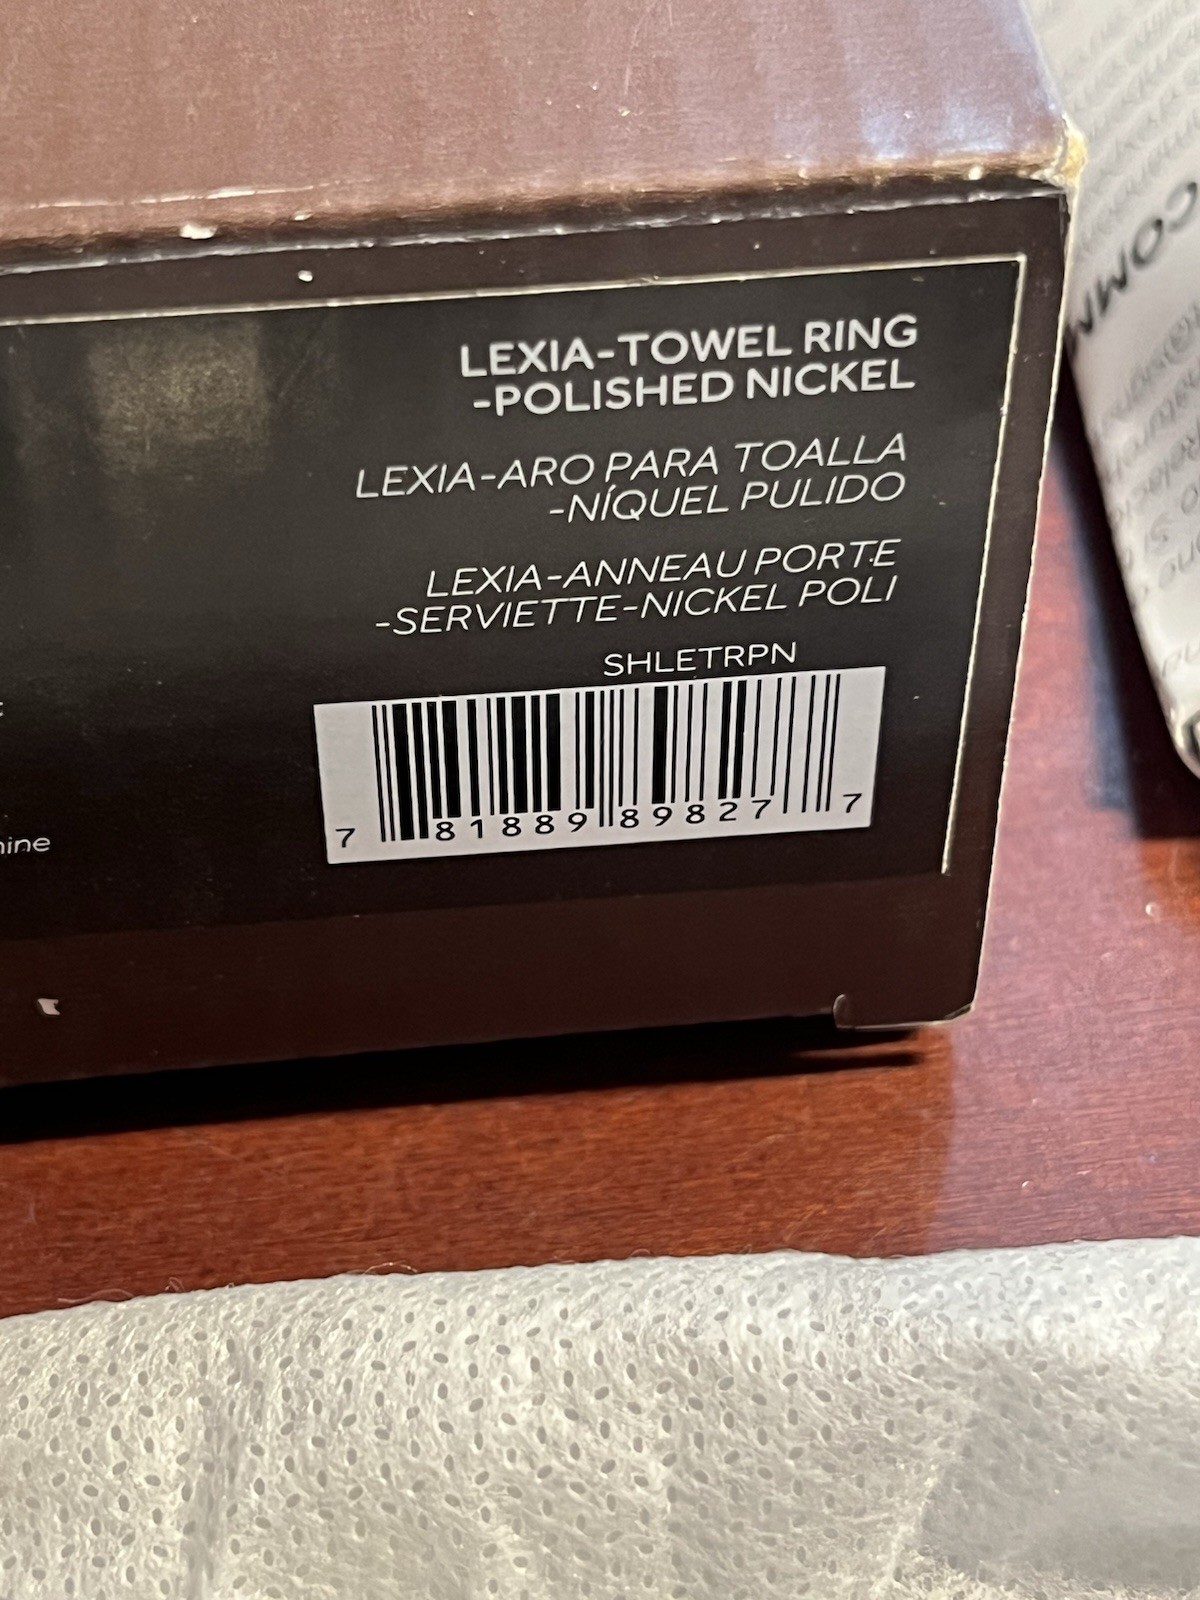 LEXIA-TOWEL RING
-POLISHED NICKEL
LEXIA-ARO PARA TOALLA
-NÍQUEL PULIDO
LEXIA-ANNEAU PORTE
-SERVIETTE-NICKEL POLI
SHLETRPN
7 81889 89827 7